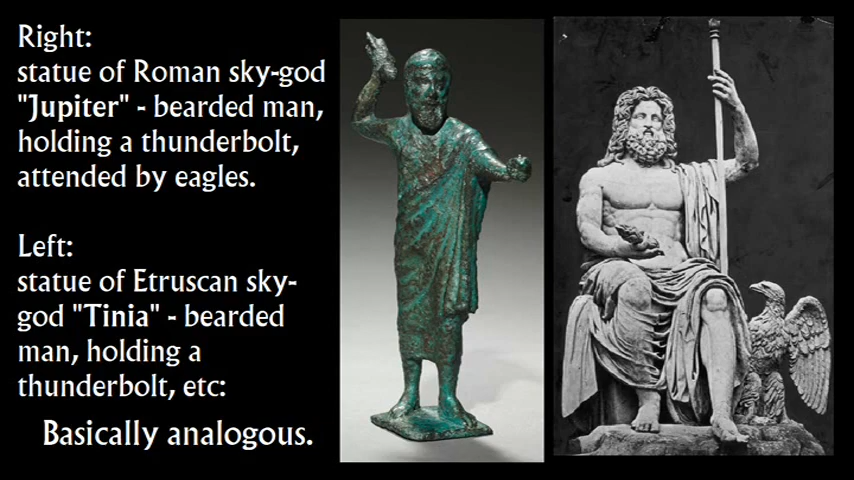 Right:
statue of Roman sky-god
"Jupiter" - bearded man,
holding a thunderbolt,
attended by eagles.
Left:
statue of Etruscan sky-
god "Tinia" - bearded
man, holding a
thunderbolt, etc:
Basically analogous.